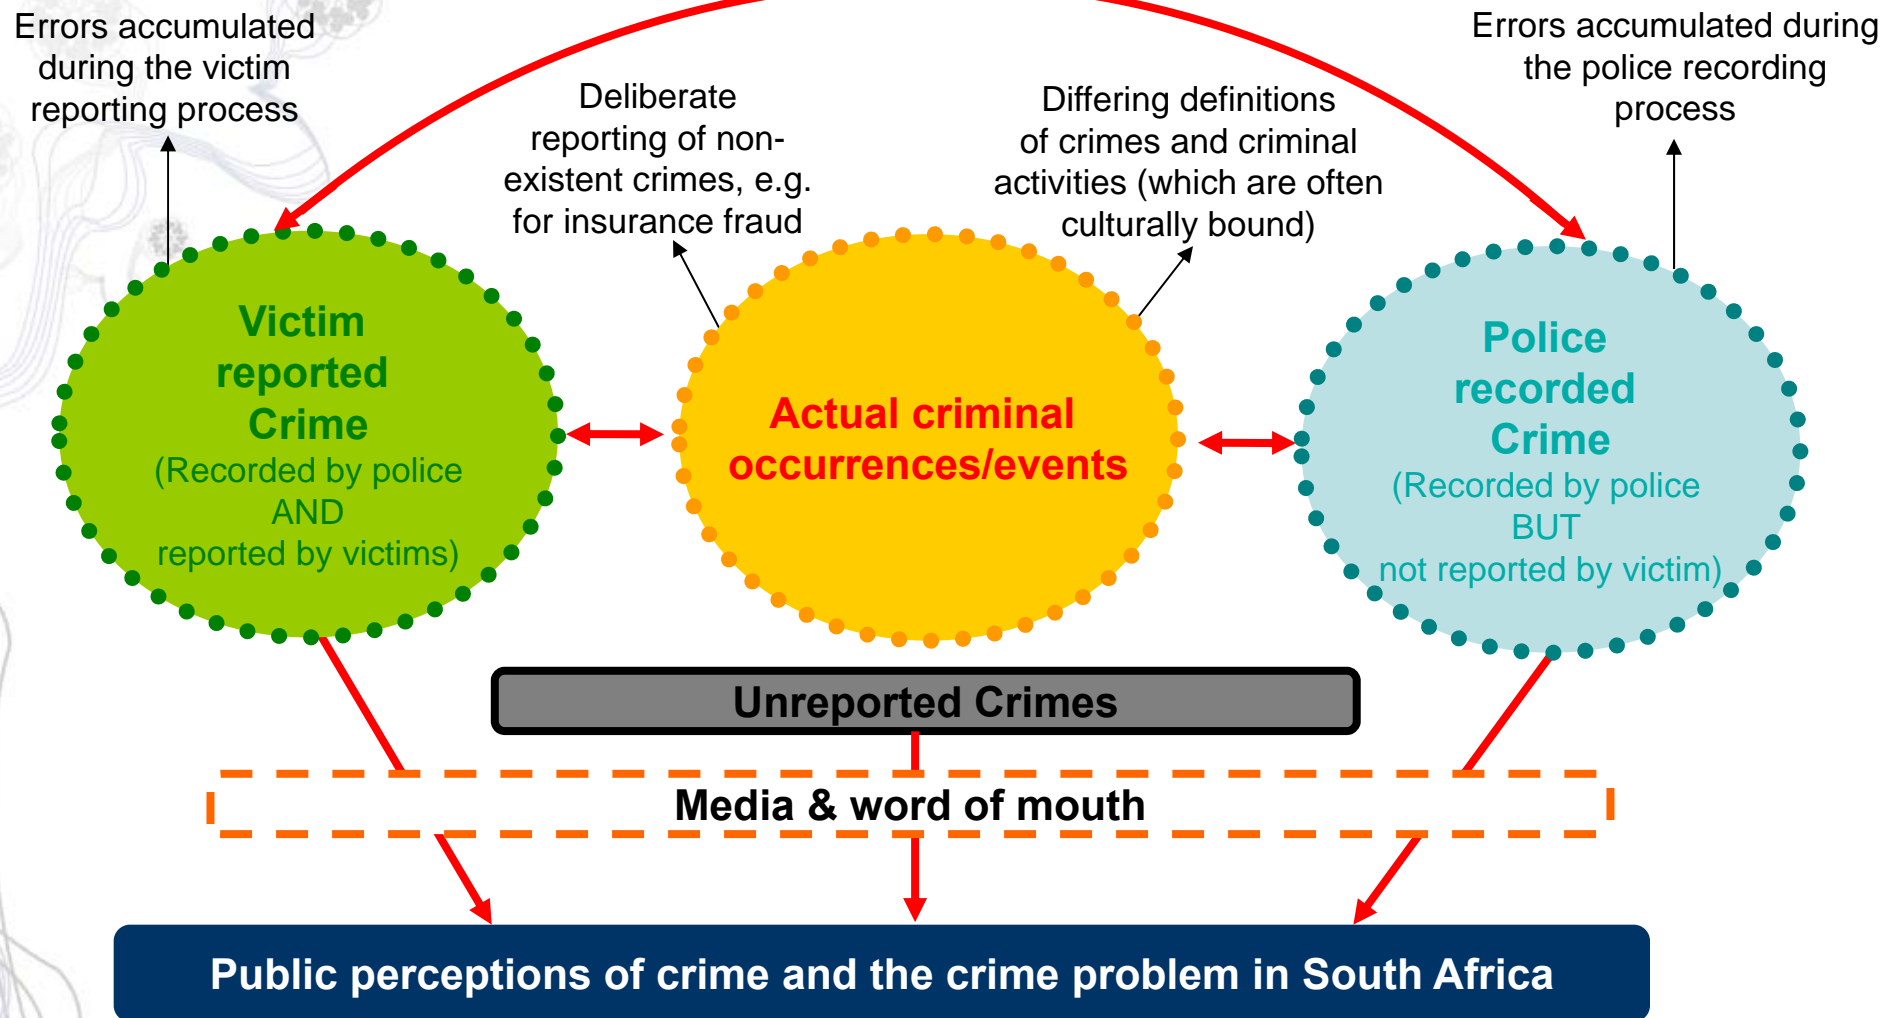 Errors accumulated
during the victim
reporting process
Deliberate
reporting of non-
existent crimes, e.g.
for insurance fraud
Differing definitions
of crimes and criminal
activities (which are often
culturally bound)
Errors accumulated during
the police recording
process
Victim
reported
Crime
(Recorded by police
AND
reported by victims)
Actual criminal
occurrences/events
Police
recorded
Crime
(Recorded by police
BUT
not reported by victim)
Unreported Crimes
Media & word of mouth
Public perceptions of crime and the crime problem in South Africa